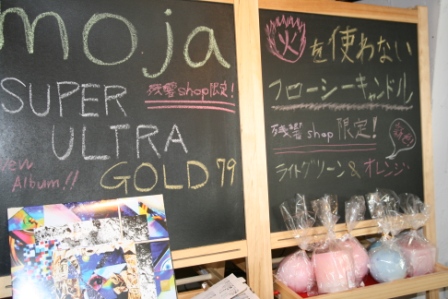 moja
残響shop限定!
SUPER
ULTRA
New
Album!!
GOLD 79
火を使わない
フローシーキャンドル
残響shop限定!
ライトグリーン&オレンジ